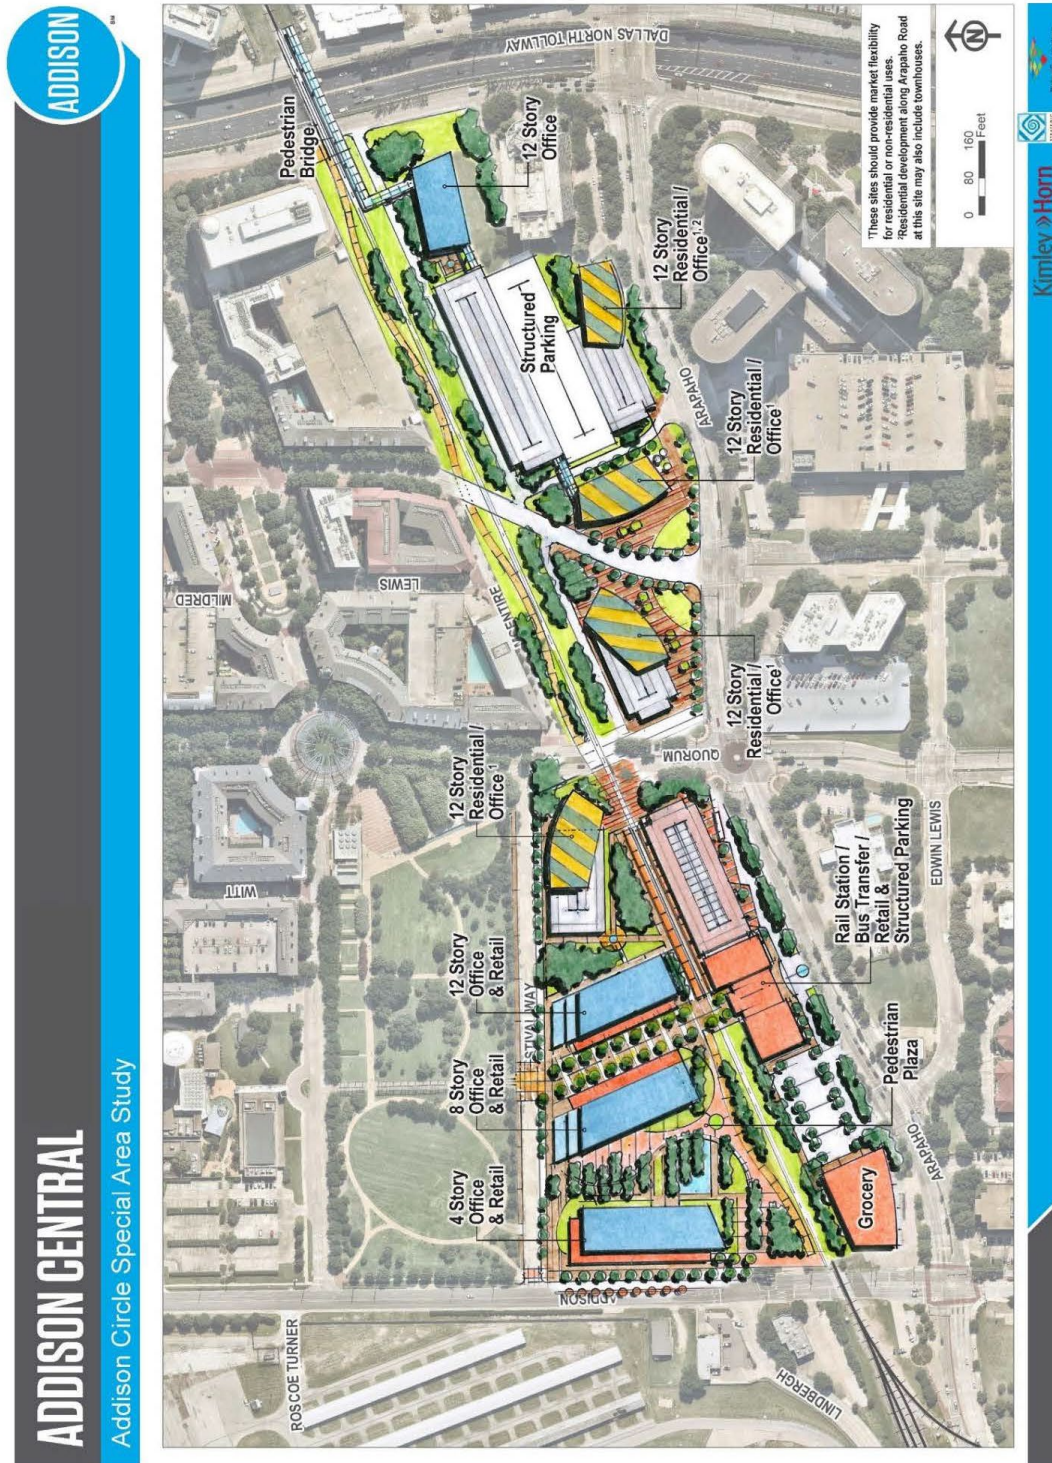 ADDISON CENTRAL
Addison Circle Special Area Study
ADDISON
ROSCOE TURNER
LINDBERGH
ADDISON
4 Story
Office
& Retail
8 Story
Office
& Retail
12 Story
Office
& Retail
STIVAL WAY
WITT
12 Story
Residential /
Office¹
MILDRED
LEWIS
Pedestrian
Bridge
DALLAS NORTH TOLLWAY
12 Story
Office
Structured
Parking
12 Story
Residential /
Office¹,²
ARAPAHO
12 Story
Residential /
Office¹
12 Story
Residential /
Office¹
QUORUM
Rail Station /
Bus Transfer /
Retail &
Structured Parking
EDWIN LEWIS
Pedestrian
Plaza
Grocery
ARAPAHO
¹These sites should provide market flexibility
for residential or non-residential uses.
²Residential development along Arapaho Road
at this site may also include townhouses.
N
0 80 160
Feet
Kimley»Horn